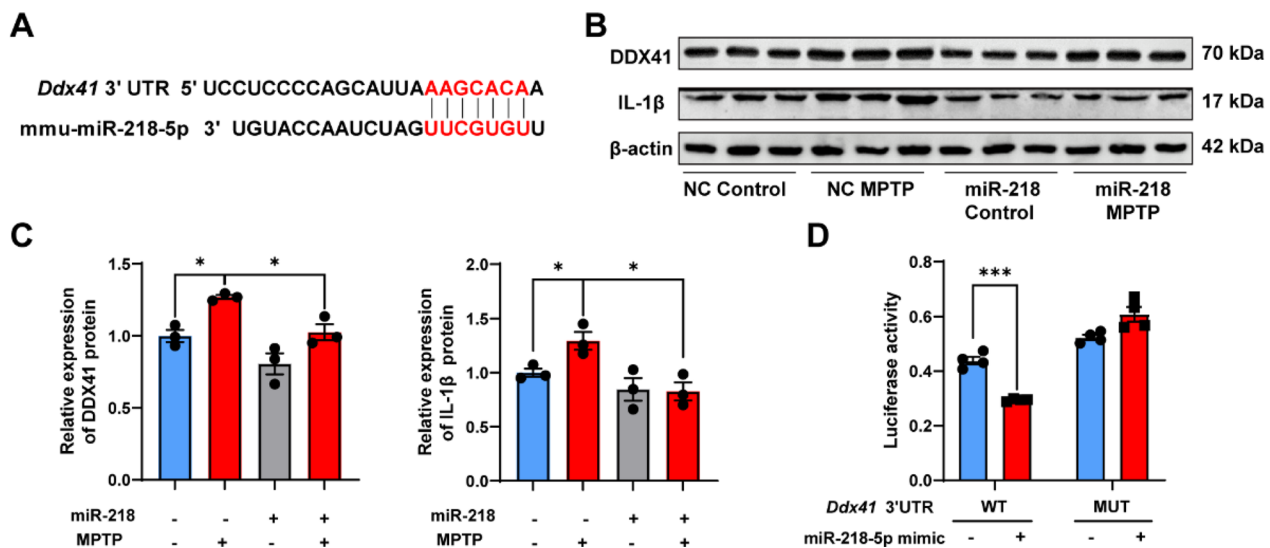 A
Ddx41 3' UTR 5' UCCUCCCCAGCAUUAAAGCACAA
mmu-miR-218-5p 3' UGUACCAAUCUAGUUCGUGUU
B
DDX41
70 kDa
IL-1β
17 kDa
β-actin
42 kDa
NC Control
NC MPTP
miR-218
Control
miR-218
MPTP
C
Relative expression
of DDX41 protein
1.5
1.0
0.5
0.0
* *
miR-218 - - + +
MPTP - + - +
Relative expression
of IL-1β protein
2.0
1.5
1.0
0.5
0.0
* *
miR-218 - - + +
MPTP - + - +
D
Luciferase activity
0.8
0.6
0.4
0.2
0.0
***
Ddx41 3'UTR WT MUT
miR-218-5p mimic - + - +